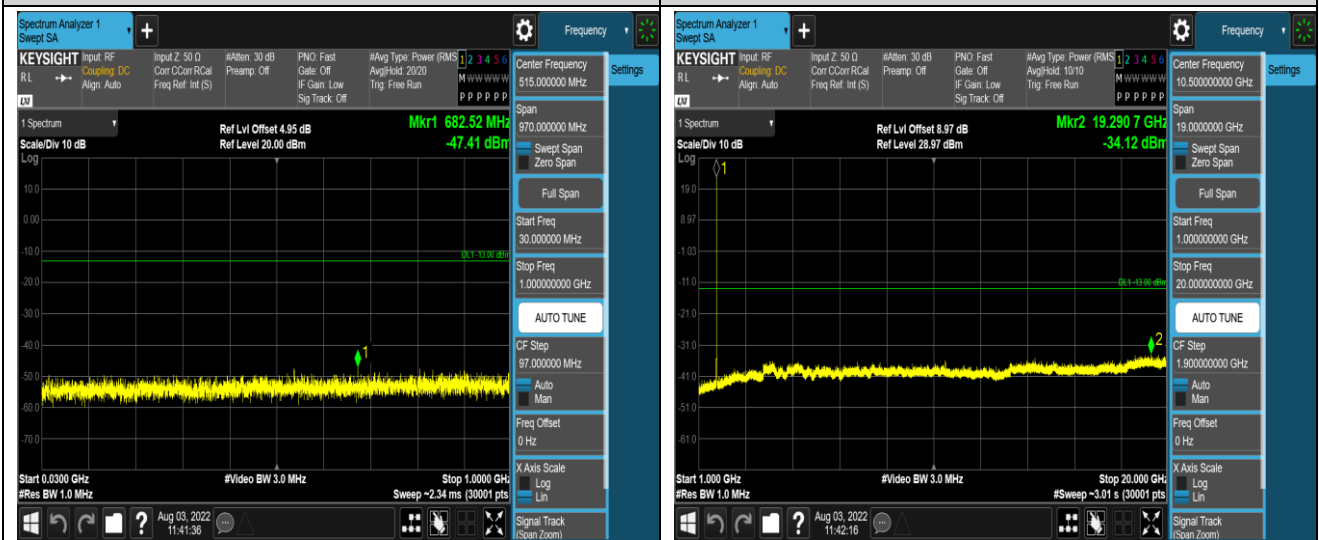 Spectrum Analyzer 1
Swept SA
+
Frequency
KEYSIGHT
RL
LXI
Input: RF
Coupling: DC
Align: Auto
Input Z: 50 Ω
Corr CCorr RCal
Freq Ref: Int (S)
#Atten: 30 dB
Preamp: Off
PNO: Fast
Gate: Off
IF Gain: Low
Sig Track: Off
#Avg Type: Power (RMS
Avg|Hold: 20/20
Trig: Free Run
1 2 3 4 5 6
M W W W W W
P P P P P P
1 Spectrum
Scale/Div 10 dB
Log
Ref Lvl Offset 4.95 dB
Ref Level 20.00 dBm
Mkr1 682.52 MHz
-47.41 dBm
10.0
0.00
-10.0
DL1 -13.00 dBm
-20.0
-30.0
-40.0
1
-50.0
-60.0
-70.0
Start 0.0300 GHz
#Res BW 1.0 MHz
#Video BW 3.0 MHz
Stop 1.0000 GHz
Sweep ~2.34 ms (30001 pts
?
Aug 03, 2022
11:41:36
Center Frequency
515.000000 MHz
Settings
Span
970.000000 MHz
Swept Span
Zero Span
Full Span
Start Freq
30.000000 MHz
Stop Freq
1.000000000 GHz
AUTO TUNE
CF Step
97.000000 MHz
Auto
Man
Freq Offset
0 Hz
X Axis Scale
Log
Lin
Signal Track
(Span Zoom)
Spectrum Analyzer 1
Swept SA
+
Frequency
KEYSIGHT
RL
LXI
Input: RF
Coupling: DC
Align: Auto
Input Z: 50 Ω
Corr CCorr RCal
Freq Ref: Int (S)
#Atten: 30 dB
Preamp: Off
PNO: Fast
Gate: Off
IF Gain: Low
Sig Track: Off
#Avg Type: Power (RMS
Avg|Hold: 10/10
Trig: Free Run
1 2 3 4 5 6
M W W W W W
P P P P P P
1 Spectrum
Scale/Div 10 dB
Log
Ref Lvl Offset 8.97 dB
Ref Level 28.97 dBm
Mkr2 19.290 7 GHz
-34.12 dBm
1
19.0
8.97
-1.03
-11.0
DL1 -13.00 dBm
-21.0
-31.0
2
-41.0
-51.0
-61.0
Start 1.000 GHz
#Res BW 1.0 MHz
#Video BW 3.0 MHz
Stop 20.000 GHz
#Sweep ~3.01 s (30001 pts
?
Aug 03, 2022
11:42:16
Center Frequency
10.500000000 GHz
Settings
Span
19.0000000 GHz
Swept Span
Zero Span
Full Span
Start Freq
1.000000000 GHz
Stop Freq
20.000000000 GHz
AUTO TUNE
CF Step
1.900000000 GHz
Auto
Man
Freq Offset
0 Hz
X Axis Scale
Log
Lin
Signal Track
(Span Zoom)